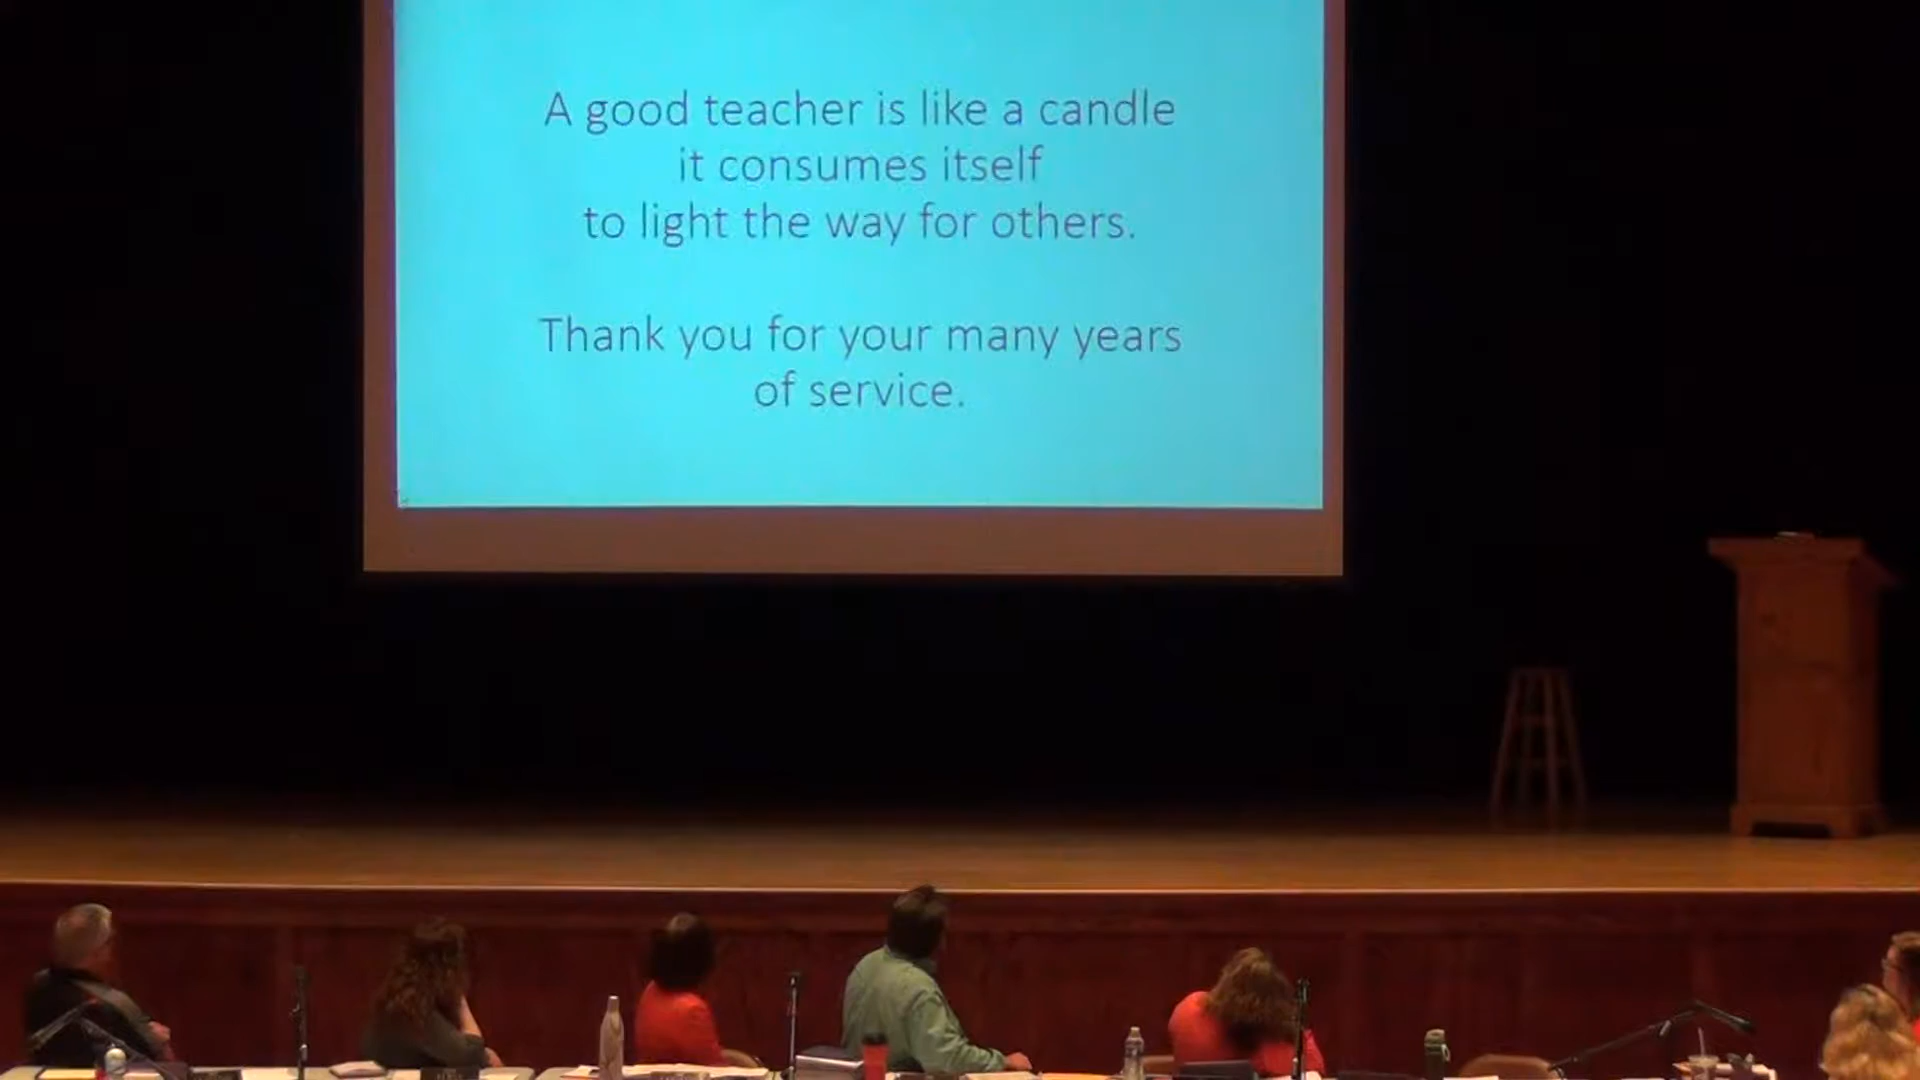 A good teacher is like a candle
it consumes itself
to light the way for others.
Thank you for your many years
of service.